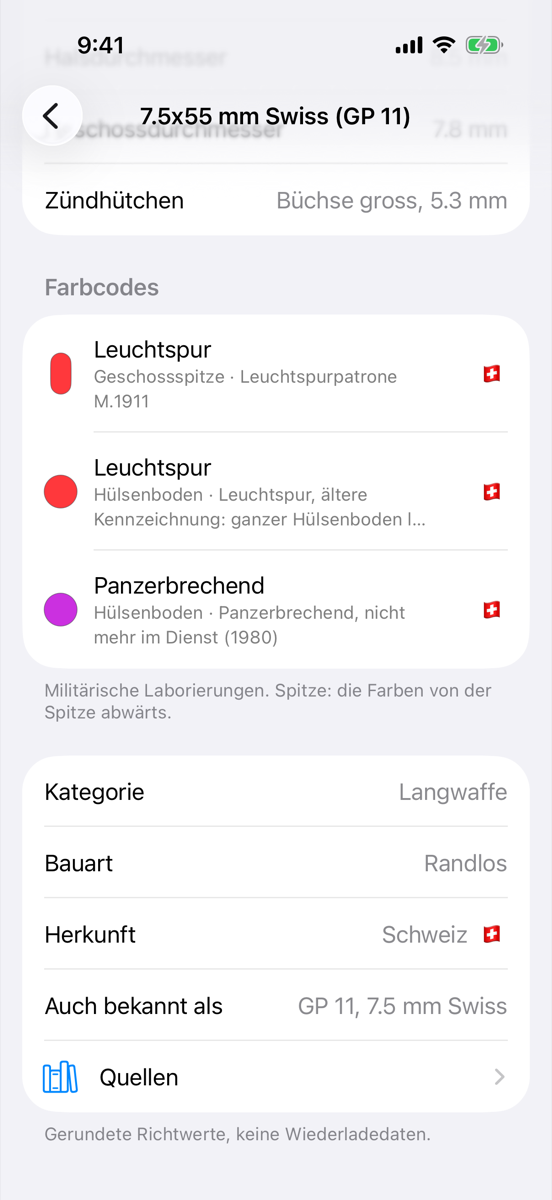 9:41
Halsdurchmesser
7.5x55 mm Swiss (GP 11)
schossdurchmesser 7.8 mm
Zündhütchen Büchse gross, 5.3 mm
Farbcodes
Leuchtspur
Geschossspitze · Leuchtspurpatrone
M.1911
Leuchtspur
Hülsenboden · Leuchtspur, ältere
Kennzeichnung: ganzer Hülsenboden l...
Panzerbrechend
Hülsenboden · Panzerbrechend, nicht
mehr im Dienst (1980)
Militärische Laborierungen. Spitze: die Farben von der
Spitze abwärts.
Kategorie Langwaffe
Bauart Randlos
Herkunft Schweiz
Auch bekannt als GP 11, 7.5 mm Swiss
Quellen
Gerundete Richtwerte, keine Wiederladedaten.